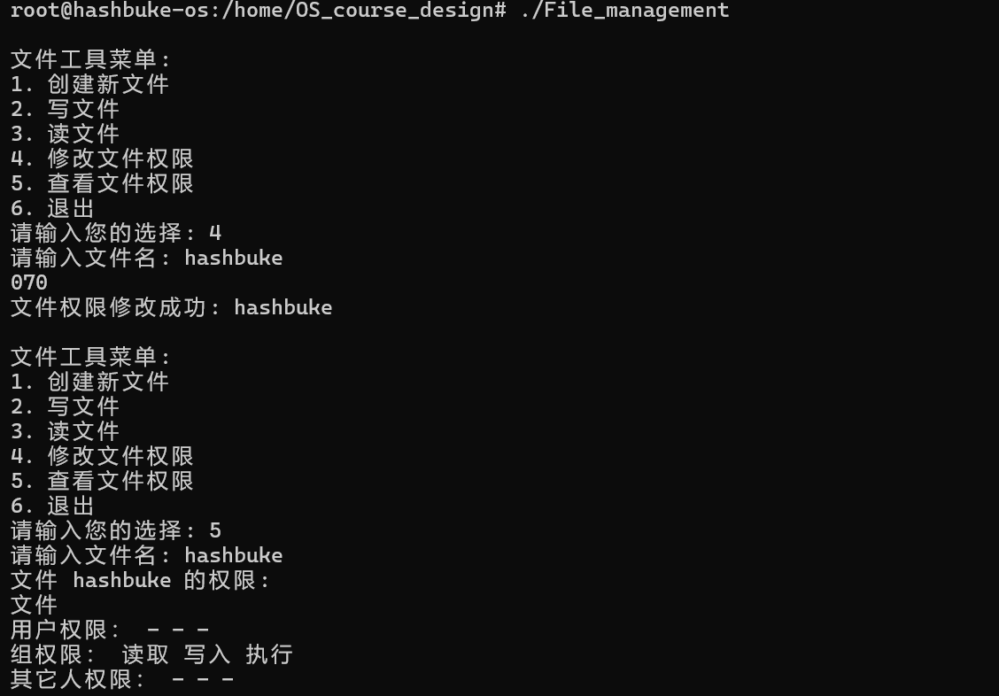 root@hashbuke-os:/home/OS_course_design# ./File_management
文件工具菜单:
1. 创建新文件
2. 写文件
3. 读文件
4. 修改文件权限
5. 查看文件权限
6. 退出
请输入您的选择: 4
请输入文件名: hashbuke
070
文件权限修改成功: hashbuke
文件工具菜单:
1. 创建新文件
2. 写文件
3. 读文件
4. 修改文件权限
5. 查看文件权限
6. 退出
请输入您的选择: 5
请输入文件名: hashbuke
文件 hashbuke 的权限:
文件
用户权限: - - -
组权限: 读取 写入 执行
其它人权限: - - -